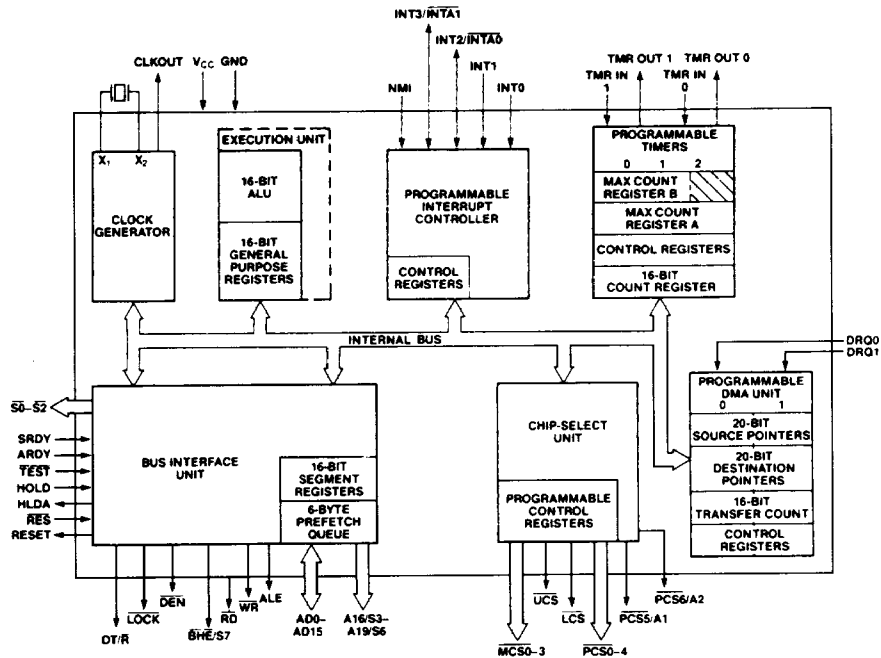 INT3/INTA1
INT2/INTA0
INT1
NMI
INT0
CLKOUT
VCC
GND
TMR OUT 1
TMR OUT 0
TMR IN
1
TMR IN
0
X1
X2
CLOCK
GENERATOR
EXECUTION UNIT
16-BIT
ALU
16-BIT
GENERAL
PURPOSE
REGISTERS
PROGRAMMABLE
INTERRUPT
CONTROLLER
CONTROL
REGISTERS
PROGRAMMABLE
TIMERS
0 1 2
MAX COUNT
REGISTER B
MAX COUNT
REGISTER A
CONTROL REGISTERS
16-BIT
COUNT REGISTER
INTERNAL BUS
DRQ0
DRQ1
PROGRAMMABLE
DMA UNIT
0 1
20-BIT
SOURCE POINTERS
20-BIT
DESTINATION
POINTERS
16-BIT
TRANSFER COUNT
CONTROL
REGISTERS
S0-S2
SRDY
ARDY
TEST
HOLD
HLDA
RES
RESET
BUS INTERFACE
UNIT
16-BIT
SEGMENT
REGISTERS
6-BYTE
PREFETCH
QUEUE
CHIP-SELECT
UNIT
PROGRAMMABLE
CONTROL
REGISTERS
DT/R
LOCK
DEN
BHE/S7
RD
WR
ALE
AD0-
AD15
A16/S3-
A19/S6
MCS0-3
UCS
LCS
PCS0-4
PCS5/A1
PCS6/A2